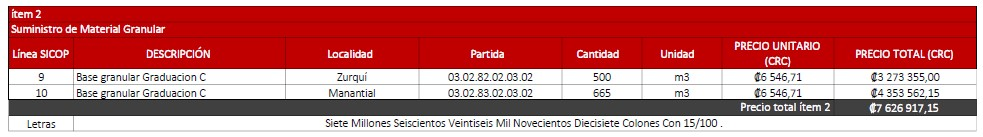 ítem 2
Suministro de Material Granular
Línea SICOP DESCRIPCIÓN Localidad Partida Cantidad Unidad PRECIO UNITARIO (CRC) PRECIO TOTAL (CRC)
9 Base granular Graduacion C Zurquí 03.02.82.02.03.02 500 m3 ₡6 546,71 ₡3 273 355,00
10 Base granular Graduacion C Manantial 03.02.83.02.03.02 665 m3 ₡6 546,71 ₡4 353 562,15
Precio total ítem 2 ₡7 626 917,15
Letras Siete Millones Seiscientos Veintiseis Mil Novecientos Diecisiete Colones Con 15/100 .